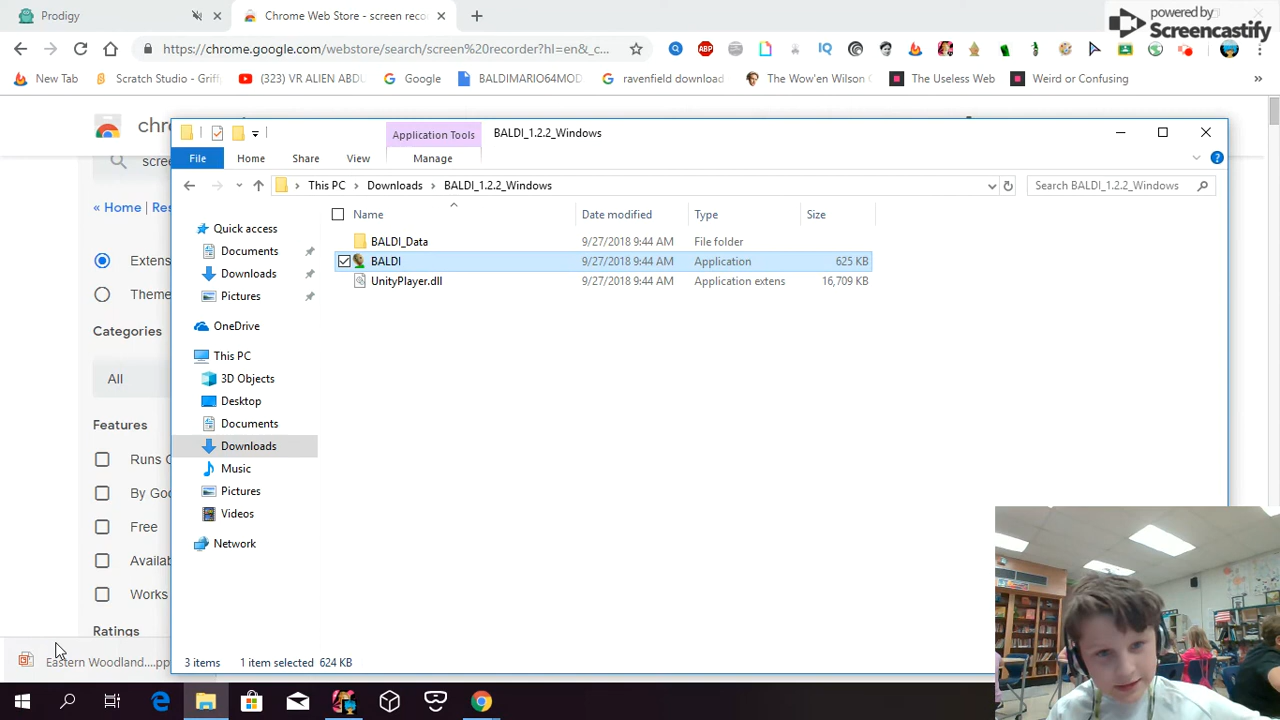 Prodigy
Chrome Web Store - screen reco
powered by
Screencastify
https://chrome.google.com/webstore/search/screen%20recorder?hl=en&_c...
ABP
IQ
New Tab
Scratch Studio - Griff
(323) VR ALIEN ABDU
Google
BALDIMARIO64MOD
ravenfield download
The Wow'en Wilson C
The Useless Web
Weird or Confusing
»
chr
Application Tools
BALDI_1.2.2_Windows
File
Home
Share
View
Manage
This PC
Downloads
BALDI_1.2.2_Windows
Search BALDI_1.2.2_Windows
scree
« Home | Res
Extens
Theme
Categories
All
Features
Runs O
By Goo
Free
Availab
Works
Ratings
Quick access
Documents
Downloads
Pictures
OneDrive
This PC
3D Objects
Desktop
Documents
Downloads
Music
Pictures
Videos
Network
Name
Date modified
Type
Size
BALDI_Data
9/27/2018 9:44 AM
File folder
BALDI
9/27/2018 9:44 AM
Application
625 KB
UnityPlayer.dll
9/27/2018 9:44 AM
Application extens
16,709 KB
3 items
1 item selected 624 KB
Eastern Woodland....pp